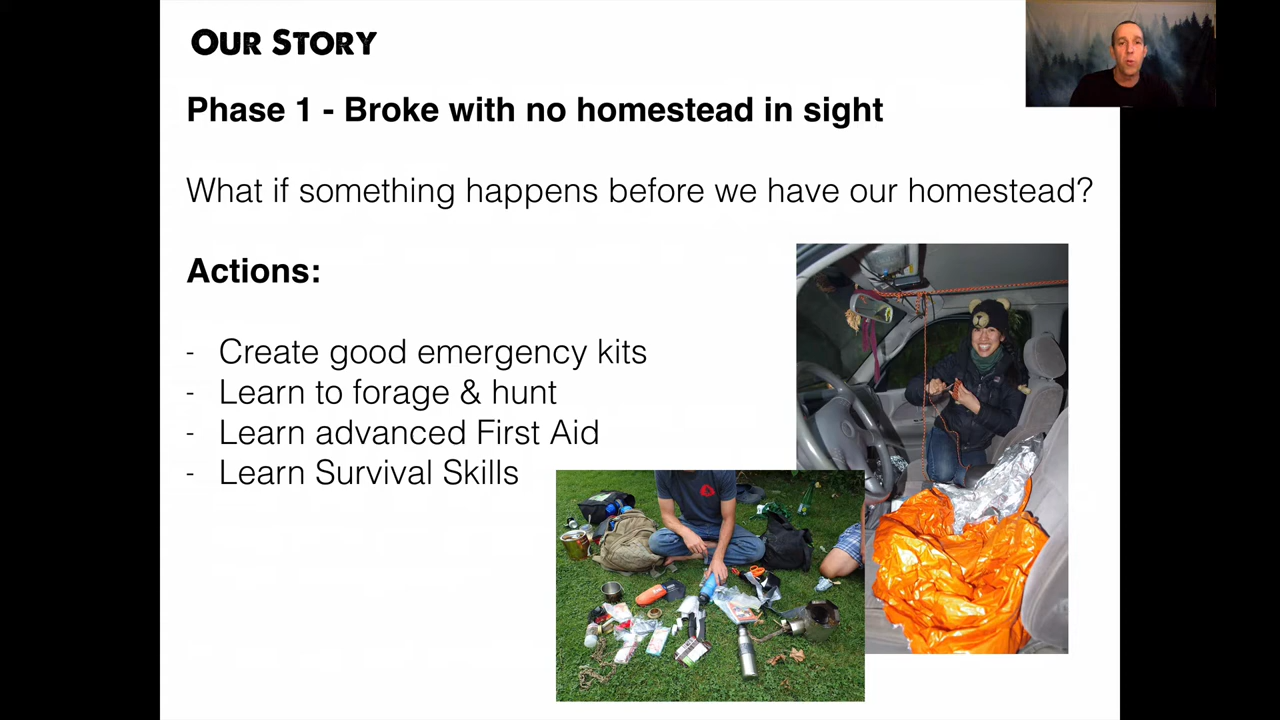 OUR STORY
Phase 1 - Broke with no homestead in sight
What if something happens before we have our homestead?
Actions:
- Create good emergency kits
- Learn to forage & hunt
- Learn advanced First Aid
- Learn Survival Skills